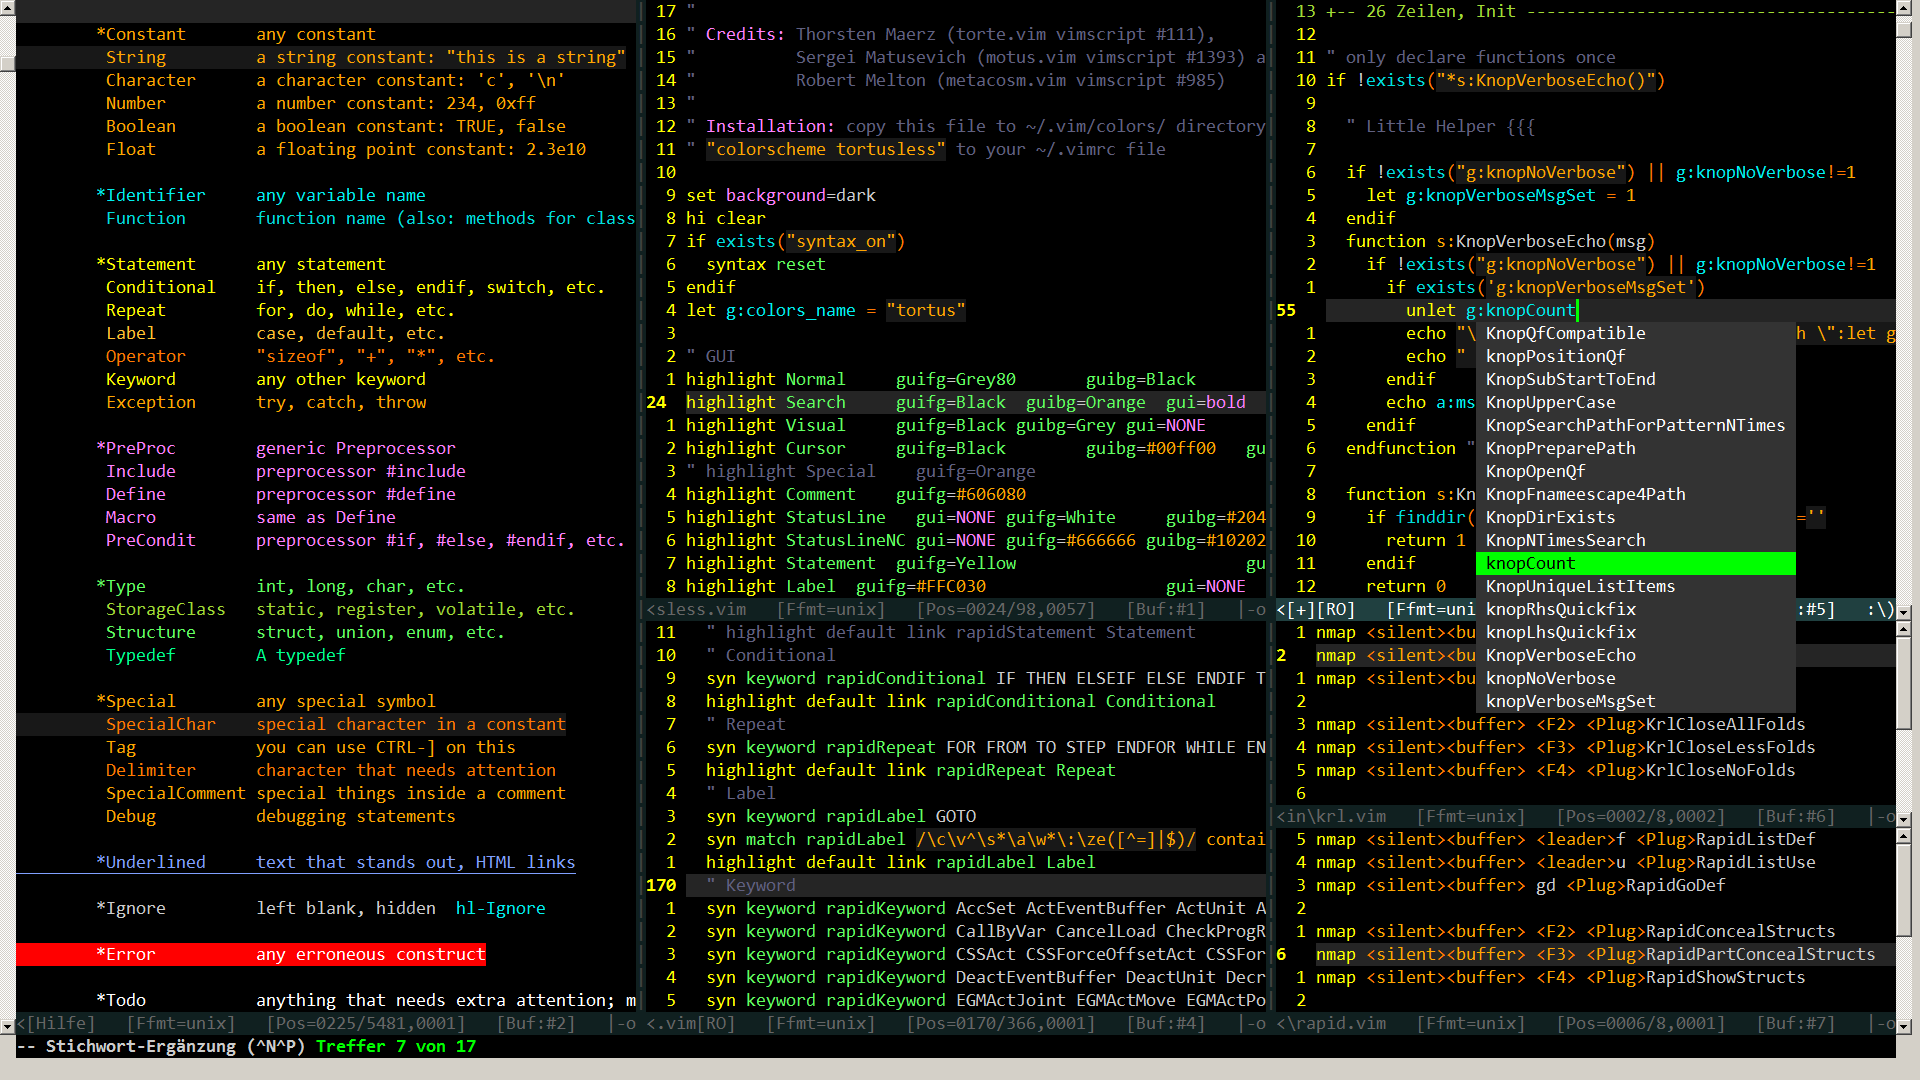 *Constant       any constant
 String         a string constant: "this is a string"
 Character      a character constant: 'c', '\n'
 Number         a number constant: 234, 0xff
 Boolean        a boolean constant: TRUE, false
 Float          a floating point constant: 2.3e10
*Identifier     any variable name
 Function       function name (also: methods for class
*Statement      any statement
 Conditional    if, then, else, endif, switch, etc.
 Repeat         for, do, while, etc.
 Label          case, default, etc.
 Operator       "sizeof", "+", "*", etc.
 Keyword        any other keyword
 Exception      try, catch, throw
*PreProc        generic Preprocessor
 Include        preprocessor #include
 Define         preprocessor #define
 Macro          same as Define
 PreCondit      preprocessor #if, #else, #endif, etc.
*Type           int, long, char, etc.
 StorageClass   static, register, volatile, etc.
 Structure      struct, union, enum, etc.
 Typedef        A typedef
*Special        any special symbol
 SpecialChar    special character in a constant
 Tag            you can use CTRL-] on this
 Delimiter      character that needs attention
 SpecialComment special things inside a comment
 Debug          debugging statements
*Underlined     text that stands out, HTML links
*Ignore         left blank, hidden  hl-Ignore
*Error          any erroneous construct
*Todo           anything that needs extra attention; m
<[Hilfe]   [Ffmt=unix]   [Pos=0225/5481,0001]   [Buf:#2]   |-o
17 "
16 " Credits: Thorsten Maerz (torte.vim vimscript #111),
15 "          Sergei Matusevich (motus.vim vimscript #1393) a
14 "          Robert Melton (metacosm.vim vimscript #985)
13 "
12 " Installation: copy this file to ~/.vim/colors/ directory
11 " "colorscheme tortusless" to your ~/.vimrc file
10
9 set background=dark
8 hi clear
7 if exists("syntax_on")
6   syntax reset
5 endif
4 let g:colors_name = "tortus"
3
2 " GUI
1 highlight Normal     guifg=Grey80       guibg=Black
24 highlight Search     guifg=Black  guibg=Orange  gui=bold
1 highlight Visual     guifg=Black guibg=Grey gui=NONE
2 highlight Cursor     guifg=Black        guibg=#00ff00   gu
3 " highlight Special    guifg=Orange
4 highlight Comment    guifg=#606080
5 highlight StatusLine   gui=NONE guifg=White     guibg=#204
6 highlight StatusLineNC gui=NONE guifg=#666666 guibg=#10202
7 highlight Statement  guifg=Yellow                       gu
8 highlight Label  guifg=#FFC030                  gui=NONE
<sless.vim   [Ffmt=unix]   [Pos=0024/98,0057]   [Buf:#1]   |-o
11   " highlight default link rapidStatement Statement
10   " Conditional
9   syn keyword rapidConditional IF THEN ELSEIF ELSE ENDIF T
8   highlight default link rapidConditional Conditional
7   " Repeat
6   syn keyword rapidRepeat FOR FROM TO STEP ENDFOR WHILE EN
5   highlight default link rapidRepeat Repeat
4   " Label
3   syn keyword rapidLabel GOTO
2   syn match rapidLabel /\c\v^\s*\a\w*\:\ze([^=]|$)/ contai
1   highlight default link rapidLabel Label
170   " Keyword
1   syn keyword rapidKeyword AccSet ActEventBuffer ActUnit A
2   syn keyword rapidKeyword CallByVar CancelLoad CheckProgR
3   syn keyword rapidKeyword CSSAct CSSForceOffsetAct CSSFor
4   syn keyword rapidKeyword DeactEventBuffer DeactUnit Decr
5   syn keyword rapidKeyword EGMActJoint EGMActMove EGMActPo
<.vim[RO]   [Ffmt=unix]   [Pos=0170/366,0001]   [Buf:#4]   |-o
13 +-- 26 Zeilen, Init -------------------------------------
12
11 " only declare functions once
10 if !exists("*s:KnopVerboseEcho()")
9
8   " Little Helper {{{
7
6   if !exists("g:knopNoVerbose") || g:knopNoVerbose!=1
5     let g:knopVerboseMsgSet = 1
4   endif
3   function s:KnopVerboseEcho(msg)
2     if !exists("g:knopNoVerbose") || g:knopNoVerbose!=1
1       if exists('g:knopVerboseMsgSet')
55         unlet g:knopCount
1         echo "\ h \":let g
2         echo "
3       endif
4       echo a:ms
5     endif
6   endfunction "
7
8   function s:Kn
9     if finddir( =''
10       return 1
11     endif
12     return 0
KnopQfCompatible
knopPositionQf
KnopSubStartToEnd
KnopUpperCase
KnopSearchPathForPatternNTimes
KnopPreparePath
KnopOpenQf
KnopFnameescape4Path
KnopDirExists
KnopNTimesSearch
knopCount
KnopUniqueListItems
knopRhsQuickfix
knopLhsQuickfix
KnopVerboseEcho
knopNoVerbose
knopVerboseMsgSet
<[+][RO]   [Ffmt=uni :#5]   :\)
1 nmap <silent><bu
2 nmap <silent><bu
1 nmap <silent><bu
2
3 nmap <silent><buffer> <F2> <Plug>KrlCloseAllFolds
4 nmap <silent><buffer> <F3> <Plug>KrlCloseLessFolds
5 nmap <silent><buffer> <F4> <Plug>KrlCloseNoFolds
6
<in\krl.vim   [Ffmt=unix]   [Pos=0002/8,0002]   [Buf:#6]   |-o
5 nmap <silent><buffer> <leader>f <Plug>RapidListDef
4 nmap <silent><buffer> <leader>u <Plug>RapidListUse
3 nmap <silent><buffer> gd <Plug>RapidGoDef
2
1 nmap <silent><buffer> <F2> <Plug>RapidConcealStructs
6 nmap <silent><buffer> <F3> <Plug>RapidPartConcealStructs
1 nmap <silent><buffer> <F4> <Plug>RapidShowStructs
2
<\rapid.vim   [Ffmt=unix]   [Pos=0006/8,0001]   [Buf:#7]   |-o
-- Stichwort-Ergänzung (^N^P) Treffer 7 von 17